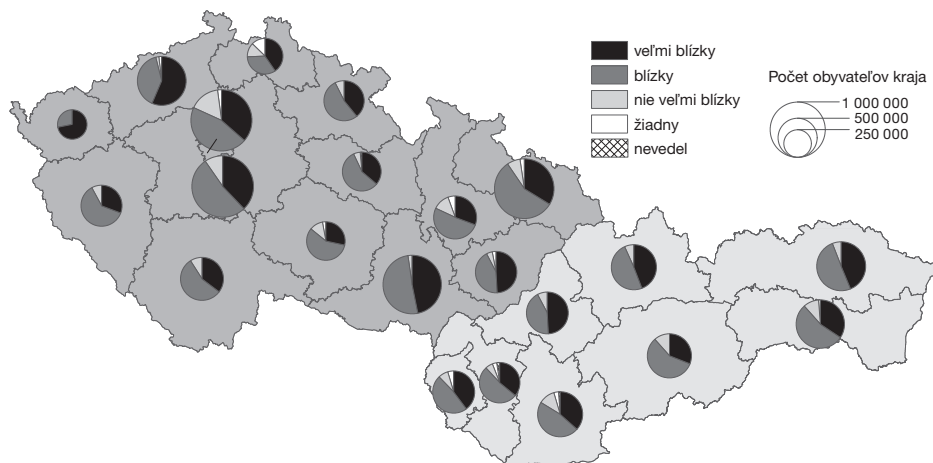 veľmi blízky
blízky
nie veľmi blízky
žiadny
nevedel
Počet obyvateľov kraja
1 000 000
500 000
250 000